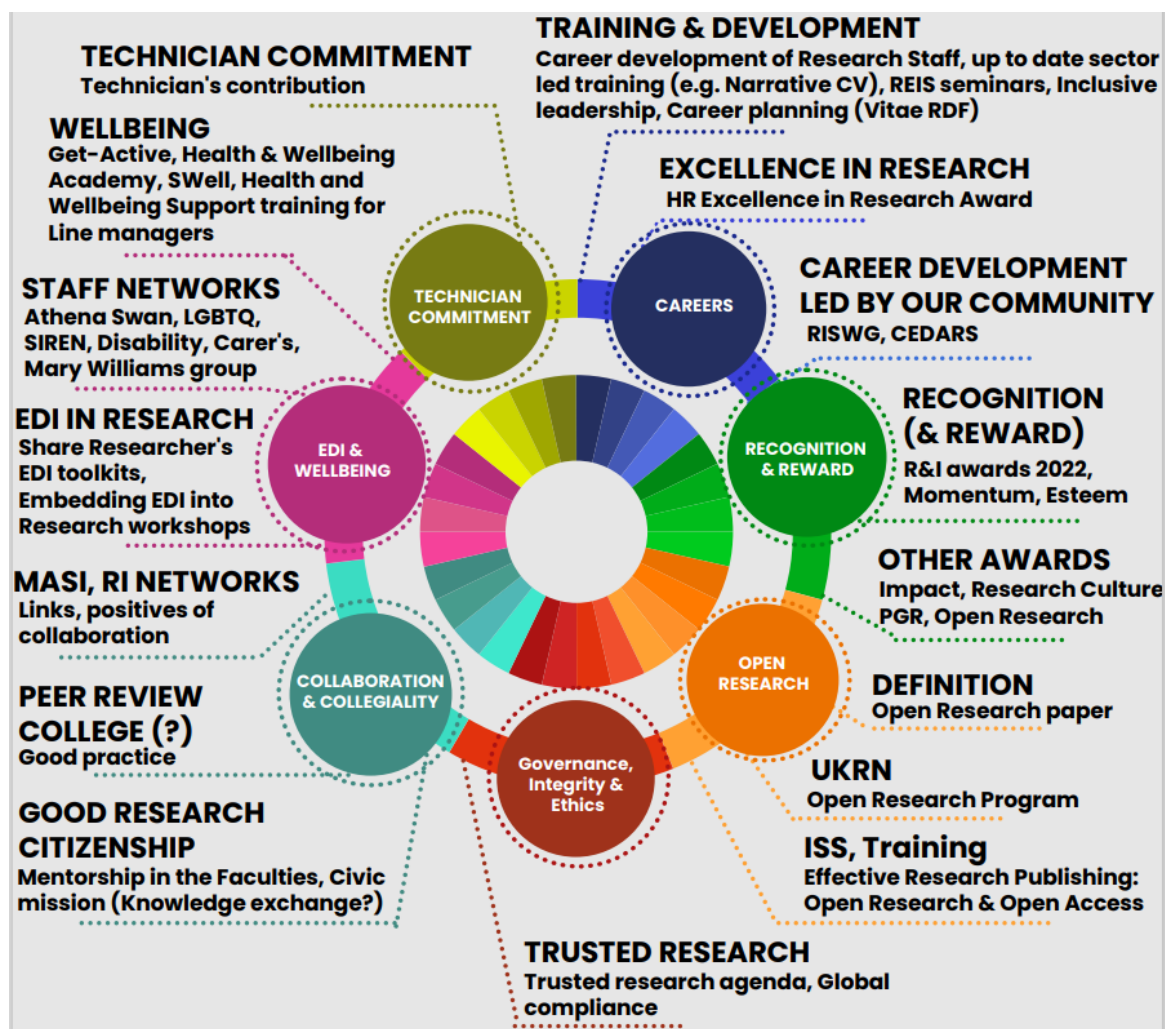 TECHNICIAN COMMITMENT
Technician's contribution
TRAINING & DEVELOPMENT
Career development of Research Staff, up to date sector
led training (e.g. Narrative CV), REIS seminars, Inclusive
leadership, Career planning (Vitae RDF)
WELLBEING
Get-Active, Health & Wellbeing
Academy, SWell, Health and
Wellbeing Support training for
Line managers
EXCELLENCE IN RESEARCH
HR Excellence in Research Award
STAFF NETWORKS
Athena Swan, LGBTQ,
SIREN, Disability, Carer's,
Mary Williams group
CAREER DEVELOPMENT
LED BY OUR COMMUNITY
RISWG, CEDARS
EDI IN RESEARCH
Share Researcher's
EDI toolkits,
Embedding EDI into
Research workshops
RECOGNITION
(& REWARD)
R&I awards 2022,
Momentum, Esteem
MASI, RI NETWORKS
Links, positives of
collaboration
OTHER AWARDS
Impact, Research Culture
PGR, Open Research
PEER REVIEW
COLLEGE (?)
Good practice
DEFINITION
Open Research paper
UKRN
Open Research Program
GOOD RESEARCH
CITIZENSHIP
Mentorship in the Faculties, Civic
mission (Knowledge exchange?)
ISS, Training
Effective Research Publishing:
Open Research & Open Access
TRUSTED RESEARCH
Trusted research agenda, Global
compliance
TECHNICIAN
COMMITMENT
CAREERS
RECOGNITION
& REWARD
OPEN
RESEARCH
Governance,
Integrity &
Ethics
COLLABORATION
& COLLEGIALITY
EDI &
WELLBEING